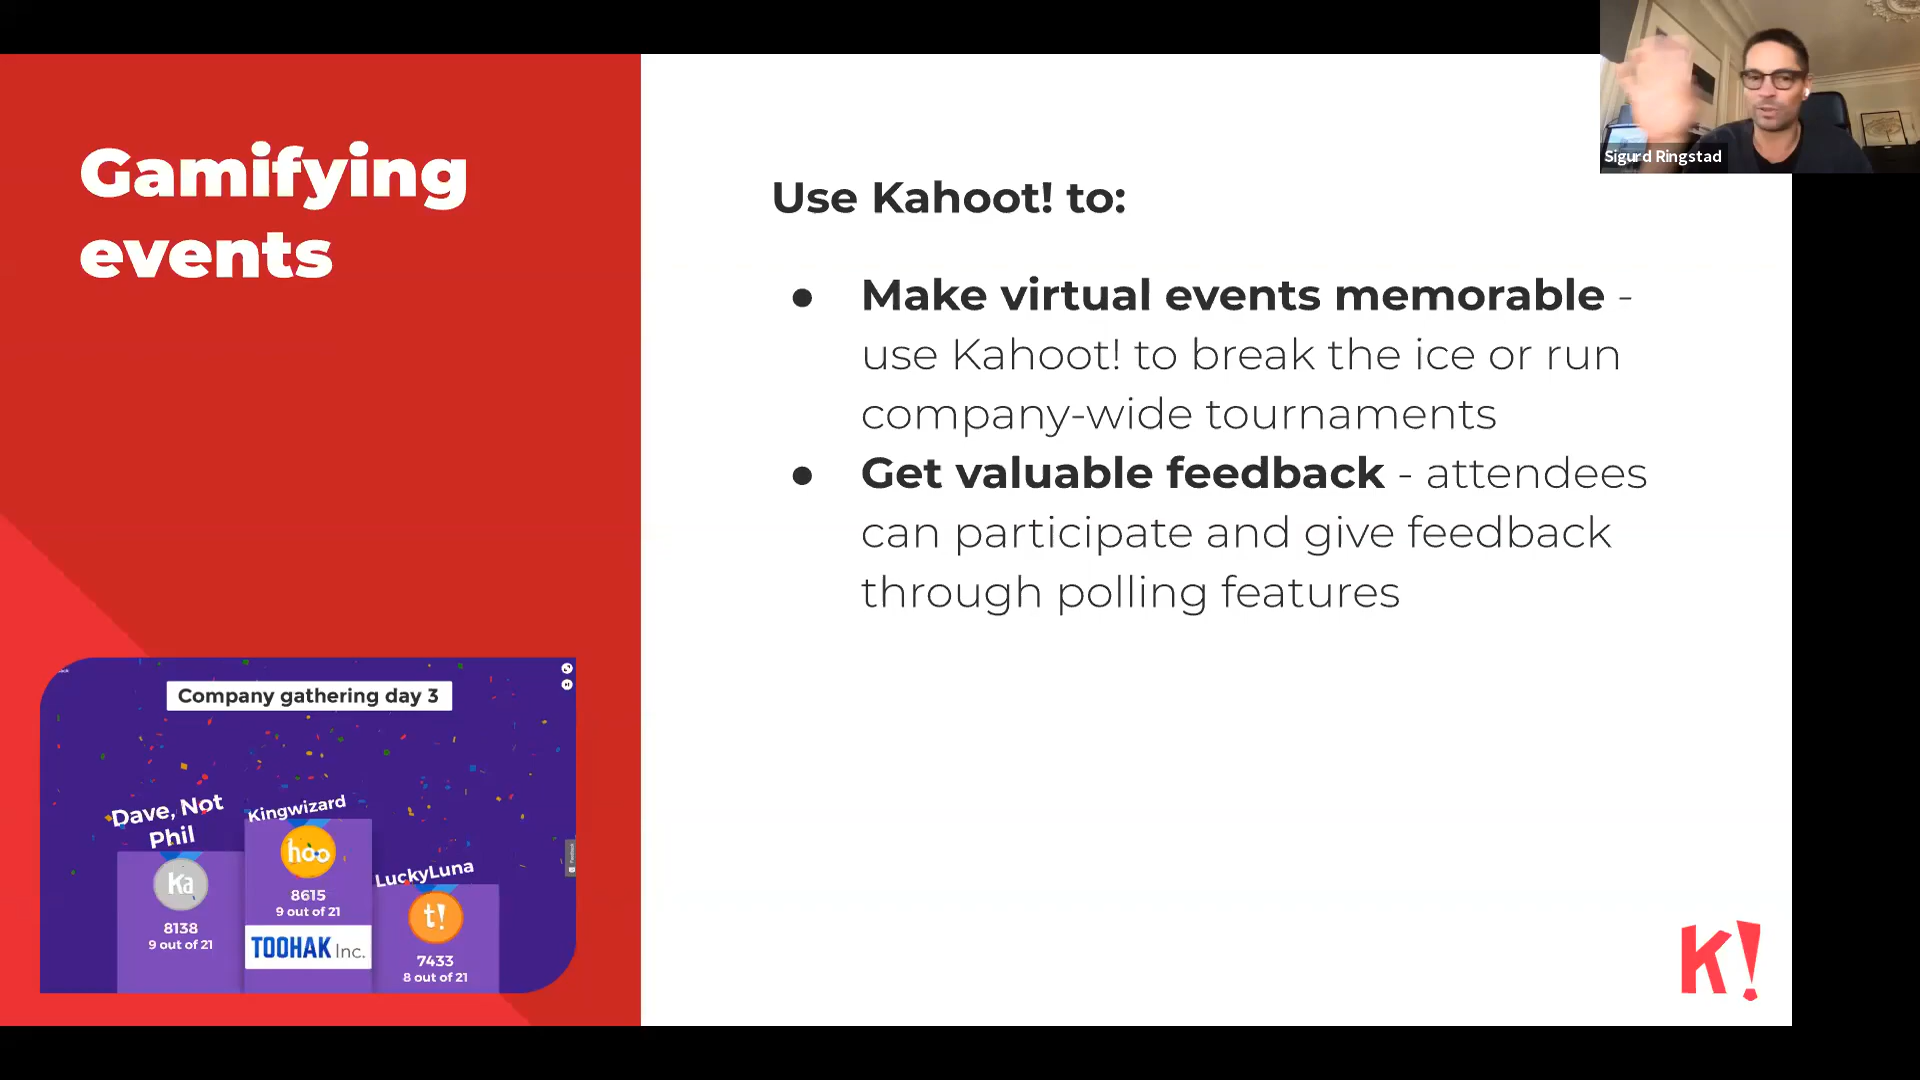 Gamifying
events
Use Kahoot! to:
● Make virtual events memorable -
use Kahoot! to break the ice or run
company-wide tournaments
● Get valuable feedback - attendees
can participate and give feedback
through polling features
Sigurd Ringstad
Company gathering day 3
Dave, Not
Phil
Ka
8138
9 out of 21
Kingwizard
hoo
8615
9 out of 21
TOOHAK Inc.
LuckyLuna
t!
7433
8 out of 21
K!